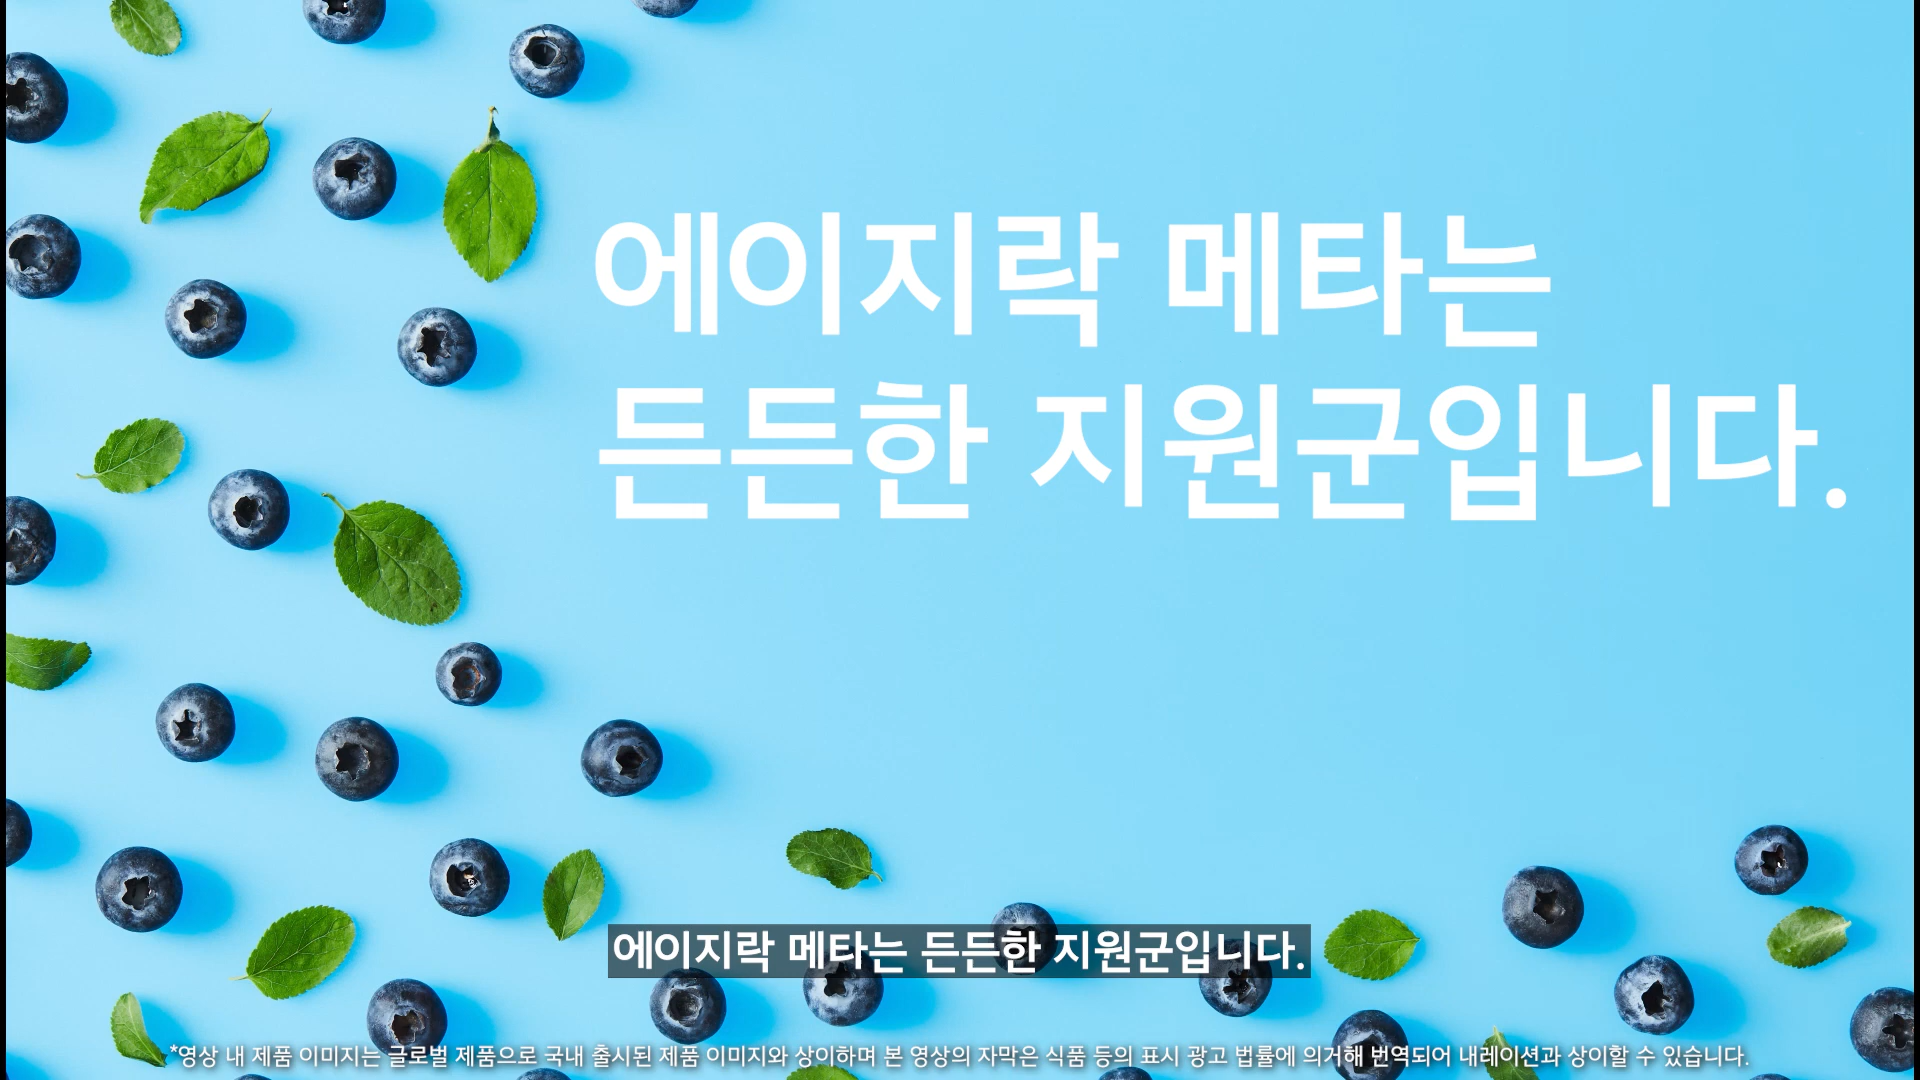 에이지락 메타는
든든한 지원군입니다.
에이지락 메타는 든든한 지원군입니다.
*영상 내 제품 이미지는 글로벌 제품으로 국내 출시된 제품 이미지와 상이하며 본 영상의 자막은 식품 등의 표시 광고 법률에 의거해 번역되어 내레이션과 상이할 수 있습니다.